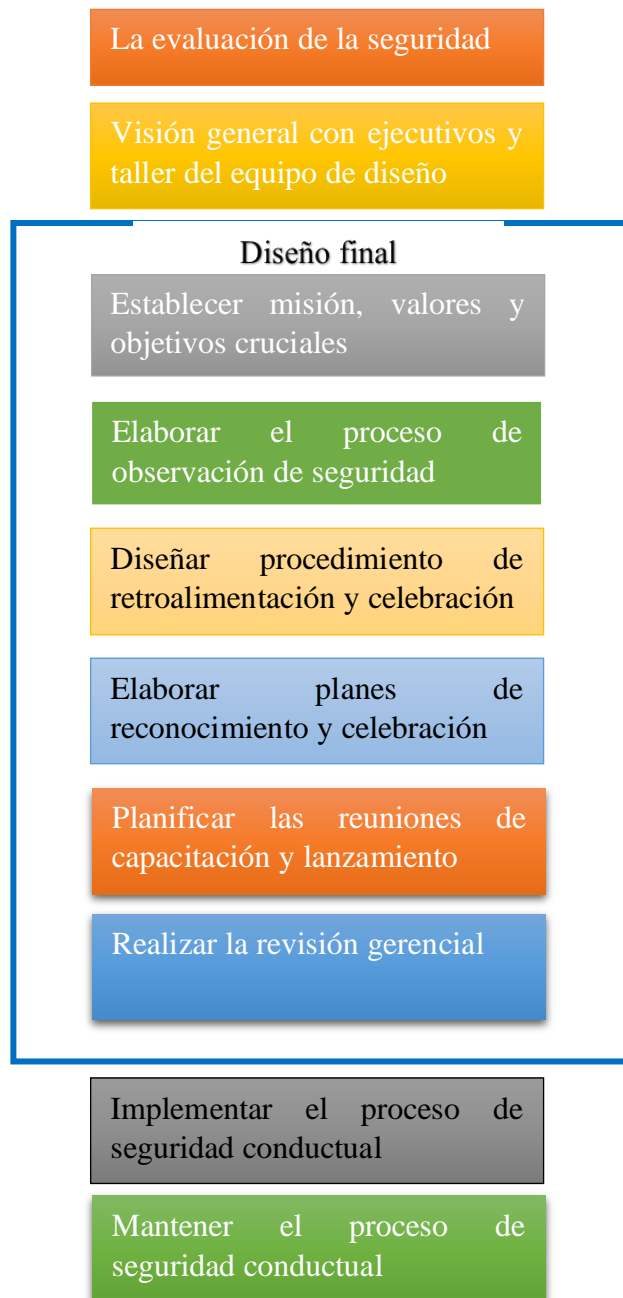 La evaluación de la seguridad
Visión general con ejecutivos y
taller del equipo de diseño
Diseño final
Establecer misión, valores y
objetivos cruciales
Elaborar el proceso de
observación de seguridad
Diseñar procedimiento de
retroalimentación y celebración
Elaborar planes de
reconocimiento y celebración
Planificar las reuniones de
capacitación y lanzamiento
Realizar la revisión gerencial
Implementar el proceso de
seguridad conductual
Mantener el proceso de
seguridad conductual